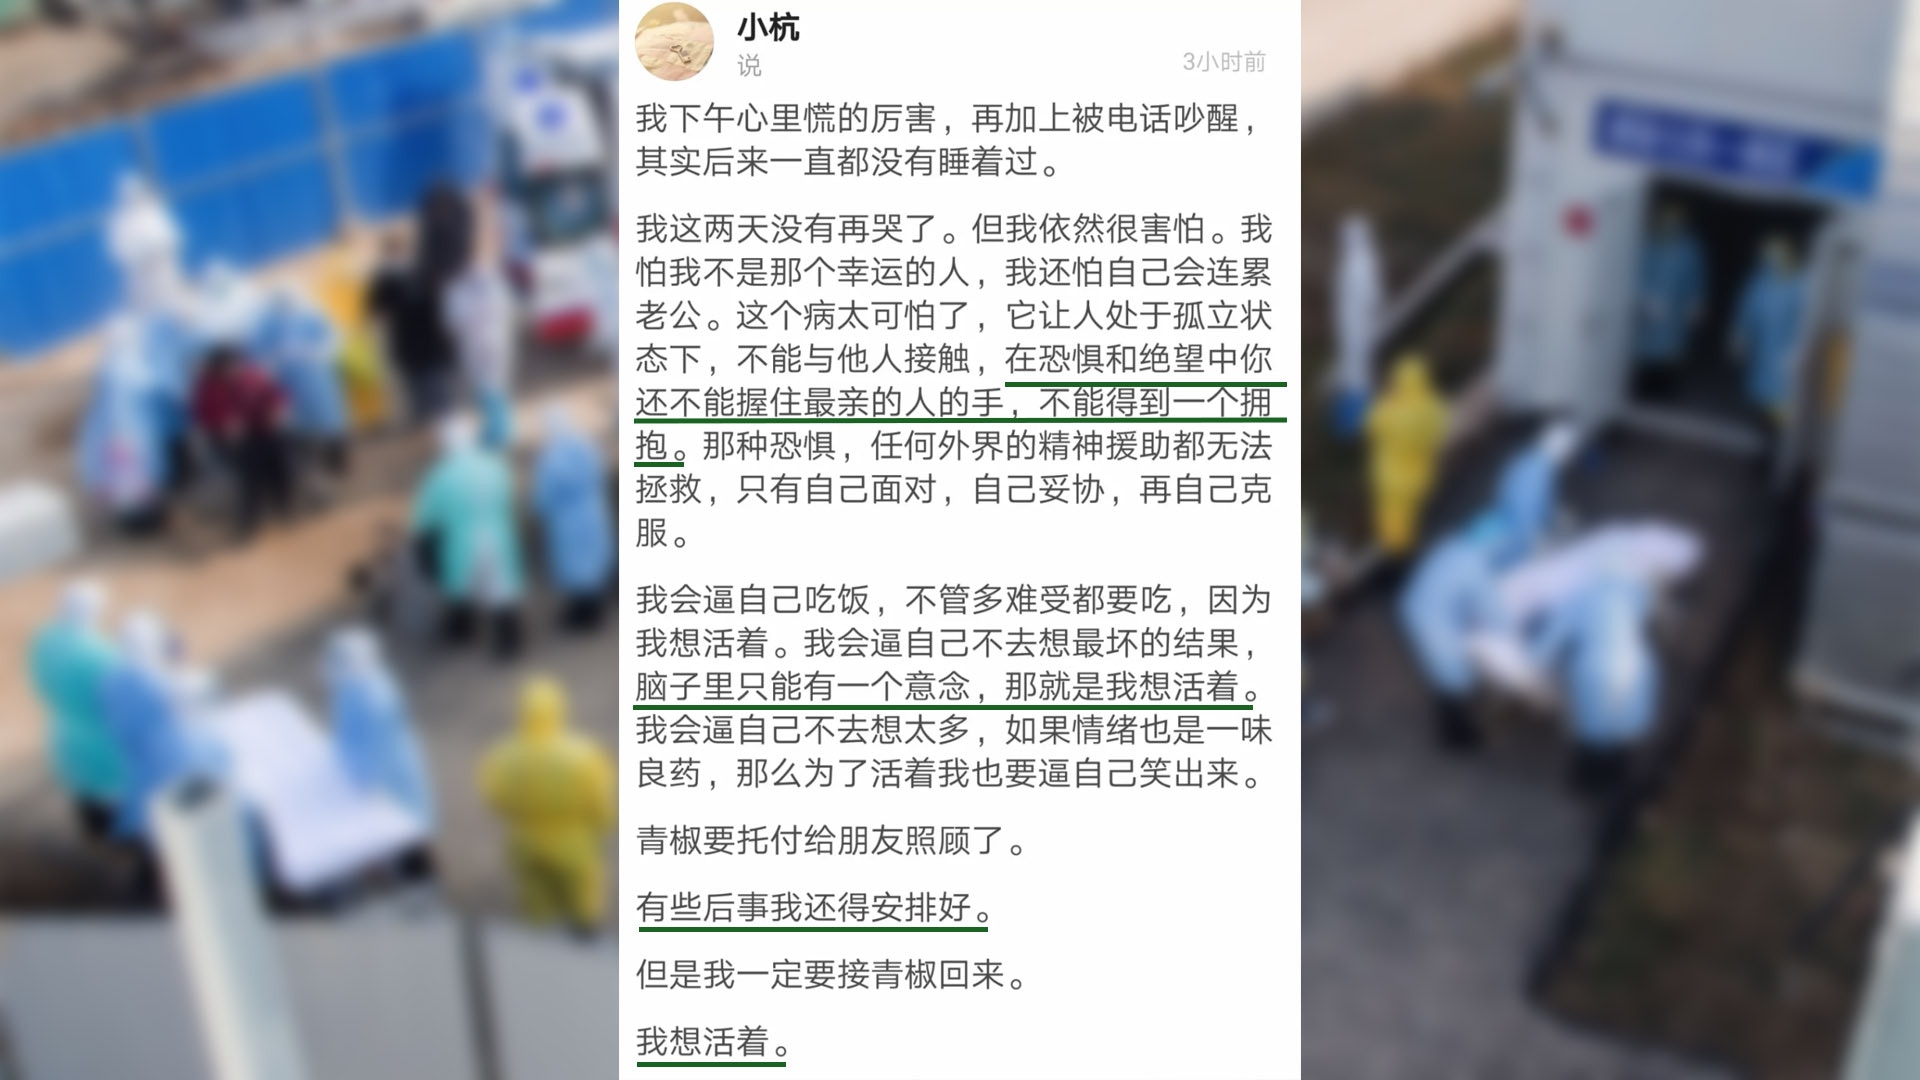 小杭
说
3小时前
我下午心里慌的厉害，再加上被电话吵醒，
其实后来一直都没有睡着过。
我这两天没有再哭了。但我依然很害怕。我
怕我不是那个幸运的人，我还怕自己会连累
老公。这个病太可怕了，它让人处于孤立状
态下，不能与他人接触，在恐惧和绝望中你
还不能握住最亲的人的手，不能得到一个拥
抱。那种恐惧，任何外界的精神援助都无法
拯救，只有自己面对，自己妥协，再自己克
服。
我会逼自己吃饭，不管多难受都要吃，因为
我想活着。我会逼自己不去想最坏的结果，
脑子里只能有一个意念，那就是我想活着。
我会逼自己不去想太多，如果情绪也是一味
良药，那么为了活着我也要逼自己笑出来。
青椒要托付给朋友照顾了。
有些后事我还得安排好。
但是我一定要接青椒回来。
我想活着。